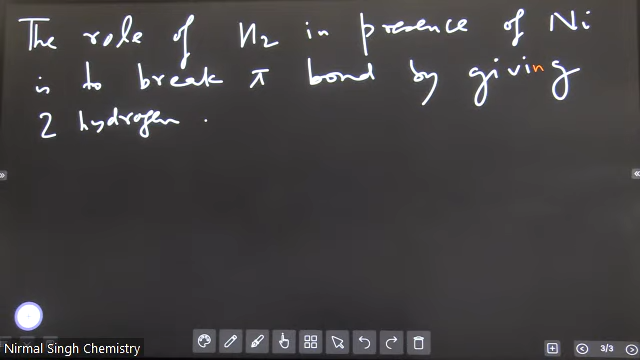 The role of H2 in presence of Ni
is to break π bond by giving
2 hydrogen .
Nirmal Singh Chemistry
3/3